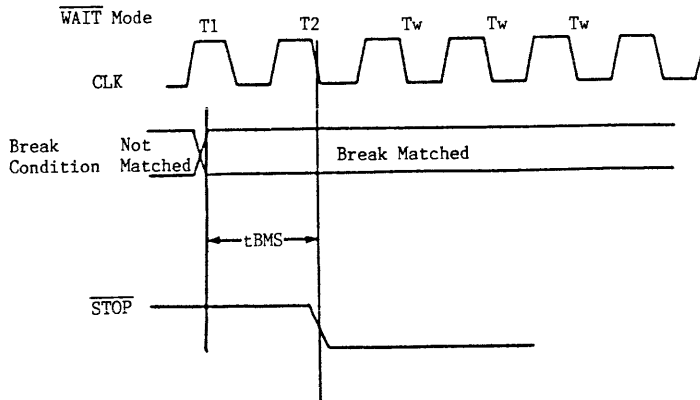 WAIT Mode
T1 T2 Tw Tw Tw
CLK
Break Not
Condition Matched
Break Matched
tBMS
STOP